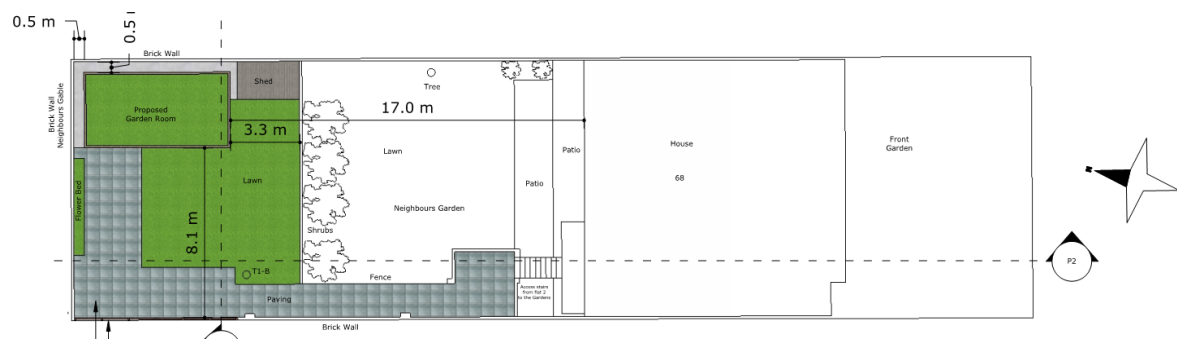 0.5 m
0.5
Brick Wall
Brick Wall
Neighbours Gable
Shed
Tree
Proposed
Garden Room
17.0 m
3.3 m
Lawn
Patio
House
Front
Garden
N
Lawn
68
Patio
Flower Bed
Neighbours Garden
8.1 m
Shrubs
T1-B
Fence
P2
Access stairs
from flat 2
to the Gardens
Paving
Brick Wall